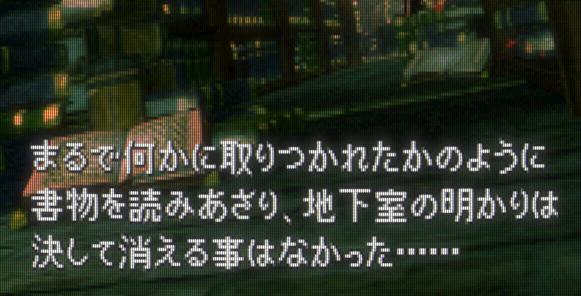 まるで何かに取りつかれたかのように
書物を読みあざり、地下室の明かりは
決して消える事はなかった……